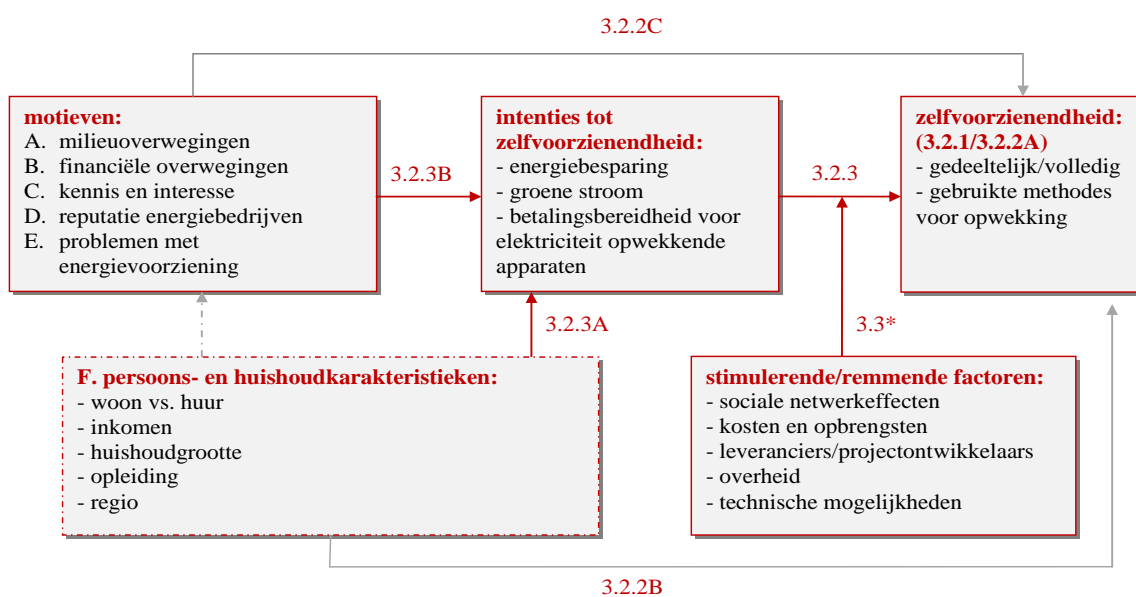 3.2.2C
motieven:
A. milieuoverwegingen
B. financiële overwegingen
C. kennis en interesse
D. reputatie energiebedrijven
E. problemen met
energievoorziening
3.2.3B
intenties tot
zelfvoorzienendheid:
- energiebesparing
- groene stroom
- betalingsbereidheid voor
elektriciteit opwekkende
apparaten
3.2.3
zelfvoorzienendheid:
(3.2.1/3.2.2A)
- gedeeltelijk/volledig
- gebruikte methodes
voor opwekking
3.2.3A
3.3*
F. persoons- en huishoudkarakteristieken:
- woon vs. huur
- inkomen
- huishoudgrootte
- opleiding
- regio
stimulerende/remmende factoren:
- sociale netwerkeffecten
- kosten en opbrengsten
- leveranciers/projectontwikkelaars
- overheid
- technische mogelijkheden
3.2.2B